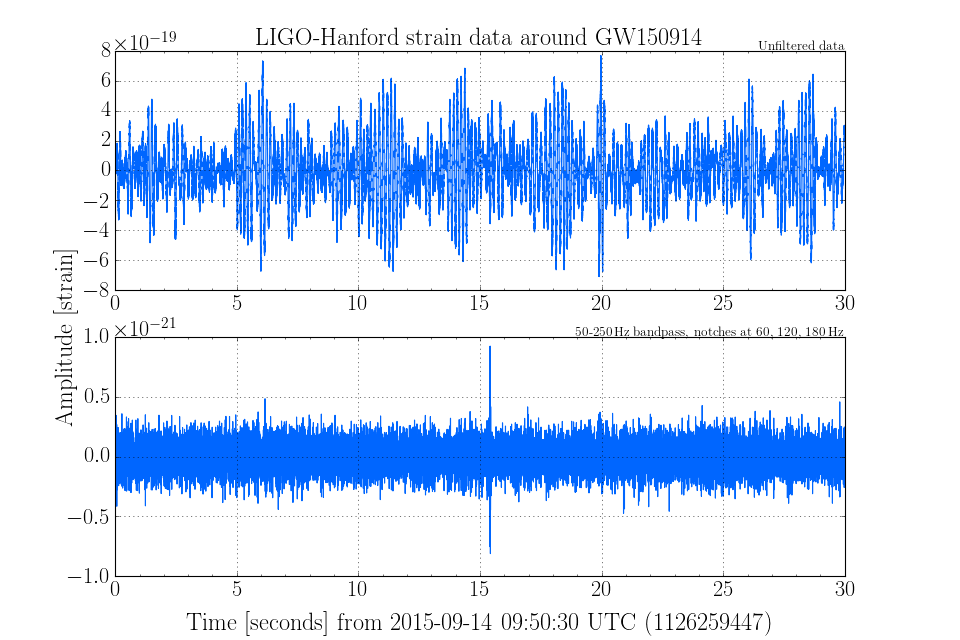 LIGO-Hanford strain data around GW150914
×10−19
Unfiltered data
8
6
4
2
0
−2
−4
−6
−8
0 5 10 15 20 25 30
Amplitude [strain]
×10−21
50-250 Hz bandpass, notches at 60, 120, 180 Hz
1.0
0.5
0.0
−0.5
−1.0
0 5 10 15 20 25 30
Time [seconds] from 2015-09-14 09:50:30 UTC (1126259447)